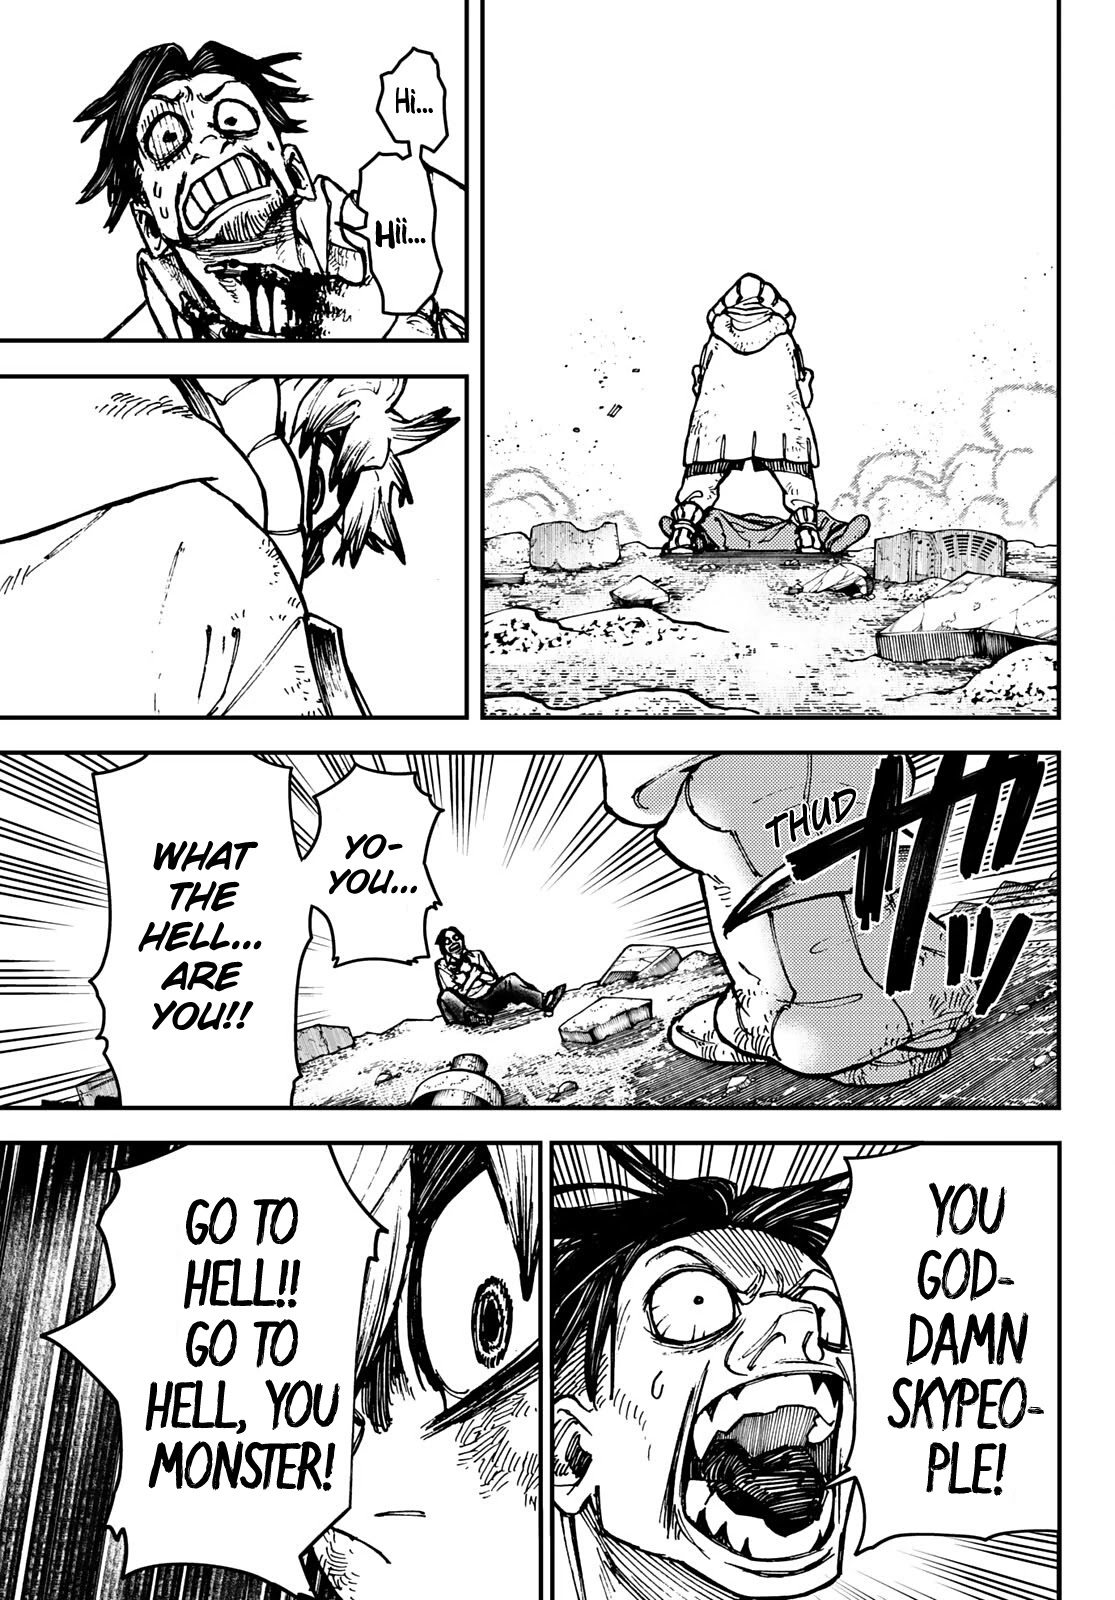 Hi...
Hii...
THUD
YO-
YOU...
WHAT
THE
HELL...
ARE
YOU!!
YOU
GOD-
DAMN
SKYPEO-
PLE!
GO TO
HELL!!
GO TO
HELL, YOU
MONSTER!